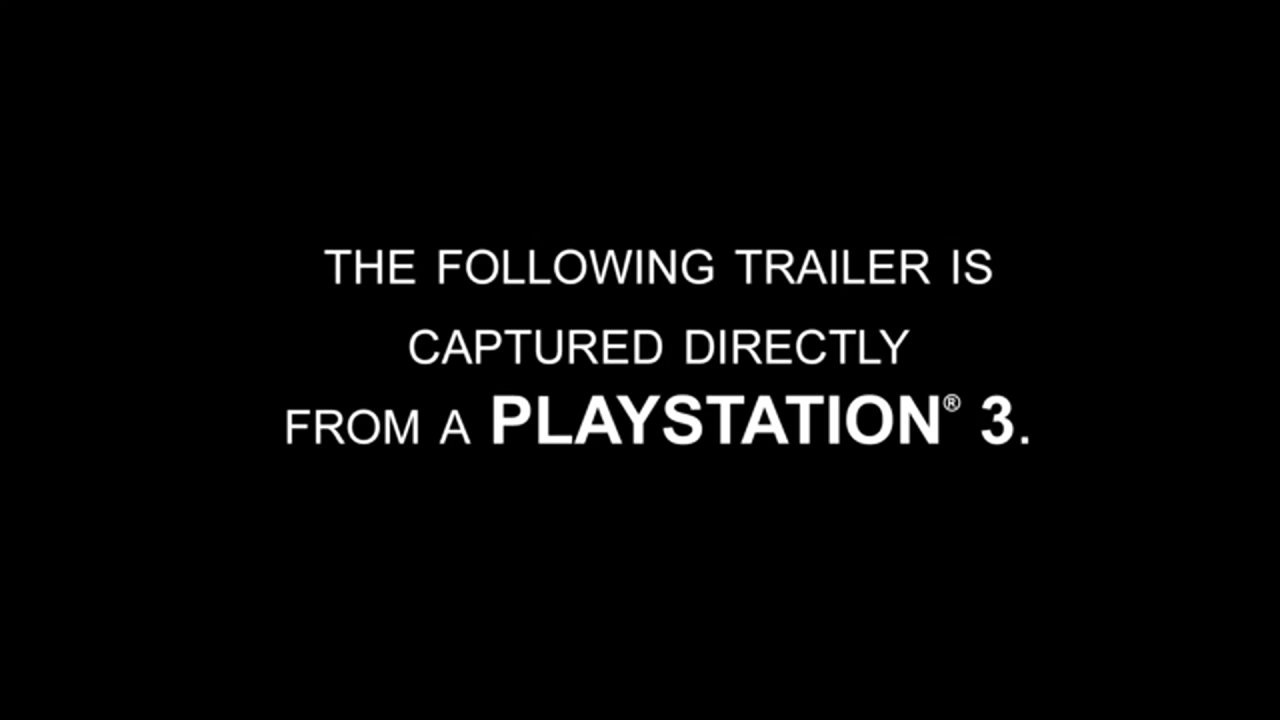 THE FOLLOWING TRAILER IS
CAPTURED DIRECTLY
FROM A PLAYSTATION® 3.